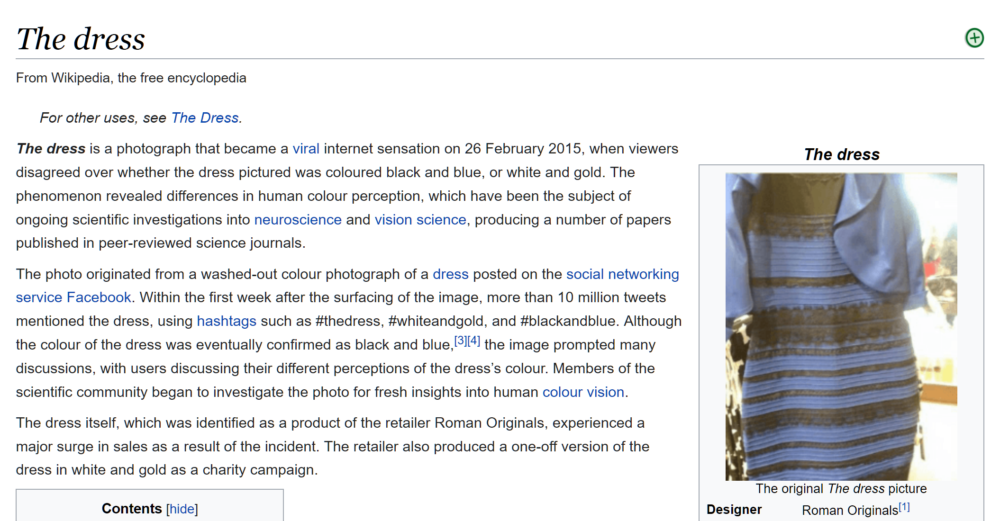 The dress
From Wikipedia, the free encyclopedia
For other uses, see The Dress.
The dress is a photograph that became a viral internet sensation on 26 February 2015, when viewers
disagreed over whether the dress pictured was coloured black and blue, or white and gold. The
phenomenon revealed differences in human colour perception, which have been the subject of
ongoing scientific investigations into neuroscience and vision science, producing a number of papers
published in peer-reviewed science journals.
The photo originated from a washed-out colour photograph of a dress posted on the social networking
service Facebook. Within the first week after the surfacing of the image, more than 10 million tweets
mentioned the dress, using hashtags such as #thedress, #whiteandgold, and #blackandblue. Although
the colour of the dress was eventually confirmed as black and blue,[3][4] the image prompted many
discussions, with users discussing their different perceptions of the dress’s colour. Members of the
scientific community began to investigate the photo for fresh insights into human colour vision.
The dress itself, which was identified as a product of the retailer Roman Originals, experienced a
major surge in sales as a result of the incident. The retailer also produced a one-off version of the
dress in white and gold as a charity campaign.
Contents [hide]
The dress
The original The dress picture
Designer Roman Originals[1]